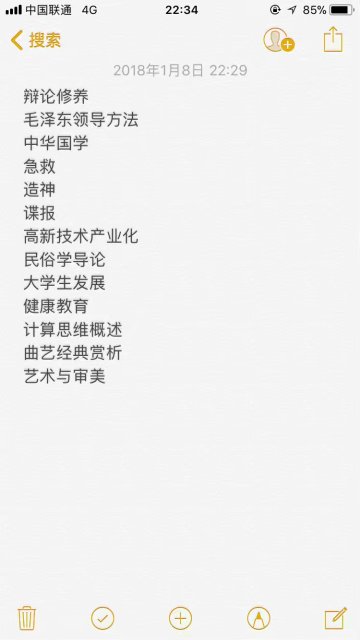 中国联通 4G 22:34 85%
搜索
2018年1月8日 22:29
辩论修养
毛泽东领导方法
中华国学
急救
造神
谍报
高新技术产业化
民俗学导论
大学生发展
健康教育
计算思维概述
曲艺经典赏析
艺术与审美